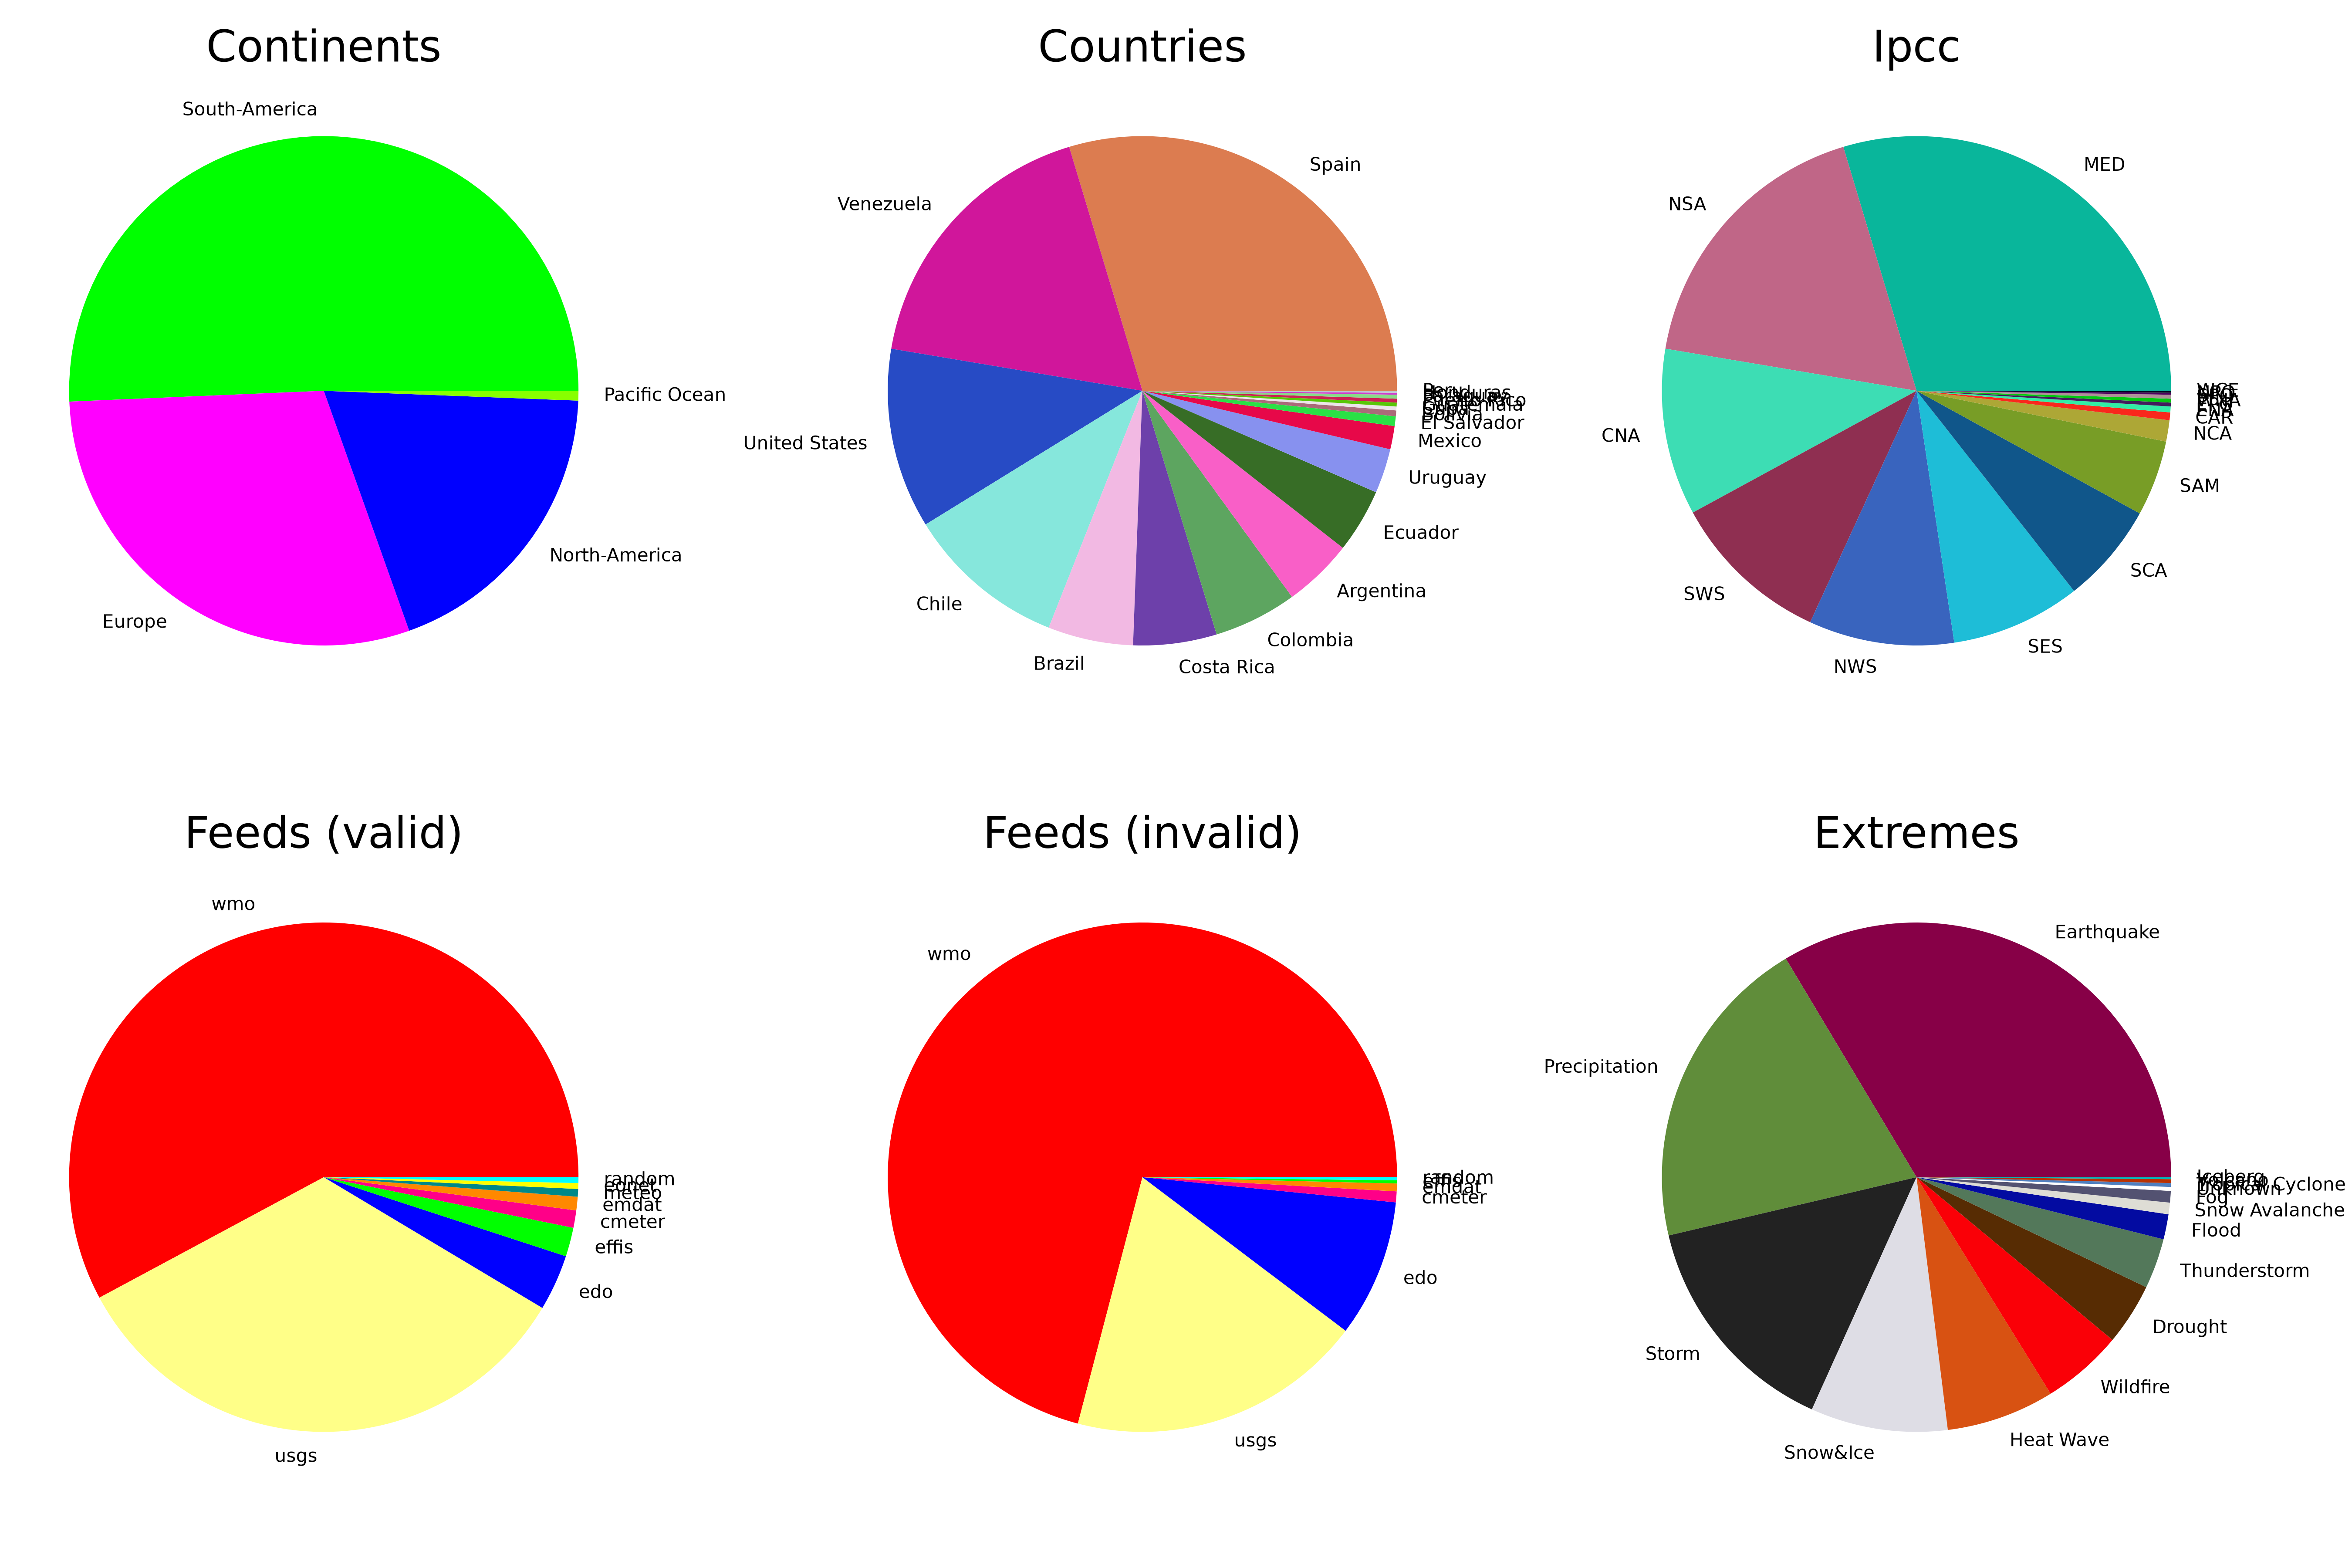 Continents
South-America
Pacific Ocean
North-America
Europe
Countries
Spain
Venezuela
United States
Chile
Brazil
Costa Rica
Colombia
Argentina
Ecuador
Uruguay
Mexico
El Salvador
Ipcc
MED
NSA
CNA
SWS
NWS
SES
SCA
SAM
NCA
CAR
Feeds (valid)
wmo
usgs
edo
effis
cmeter
emdat
meteo
random
Feeds (invalid)
wmo
usgs
edo
cmeter
emdat
random
Extremes
Earthquake
Precipitation
Storm
Snow&Ice
Heat Wave
Wildfire
Drought
Thunderstorm
Flood
Snow Avalanche
Fog
Unknown
Tropical Cyclone
Iceberg